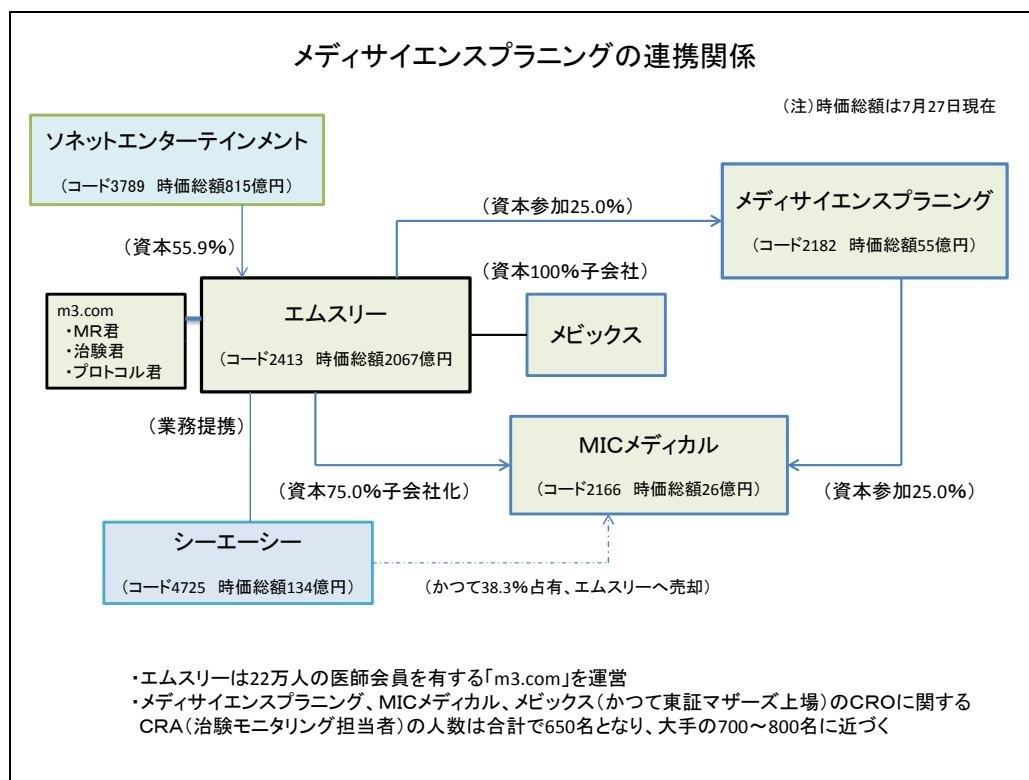 メディサイエンスプラニングの連携関係
（注）時価総額は7月27日現在
ソネットエンターテインメント
（コード3789　時価総額815億円）
（資本55.9％）
（資本参加25.0％）
メディサイエンスプラニング
（コード2182　時価総額55億円）
（資本100％子会社）
m3.com
・ＭＲ君
・治験君
・プロトコル君
エムスリー
（コード2413　時価総額2067億円
メビックス
（業務提携）
（資本75.0％子会社化）
ＭＩＣメディカル
（コード2166　時価総額26億円）
（資本参加25.0％）
シーエーシー
（コード4725　時価総額134億円）
（かつて38.3％占有、エムスリーへ売却）
・エムスリーは22万人の医師会員を有する「m3.com」を運営
・メディサイエンスプラニング、ＭＩＣメディカル、メビックス（かつて東証マザーズ上場）のＣＲＯに関する
ＣＲＡ（治験モニタリング担当者）の人数は合計で650名となり、大手の700～800名に近づく